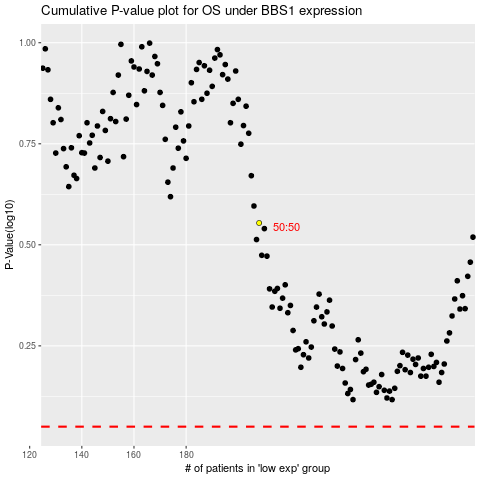 Cumulative P-value plot for OS under BBS1 expression
1.00
0.75
0.50
0.25
P-Value(log10)
50:50
120 140 160 180
# of patients in 'low exp' group